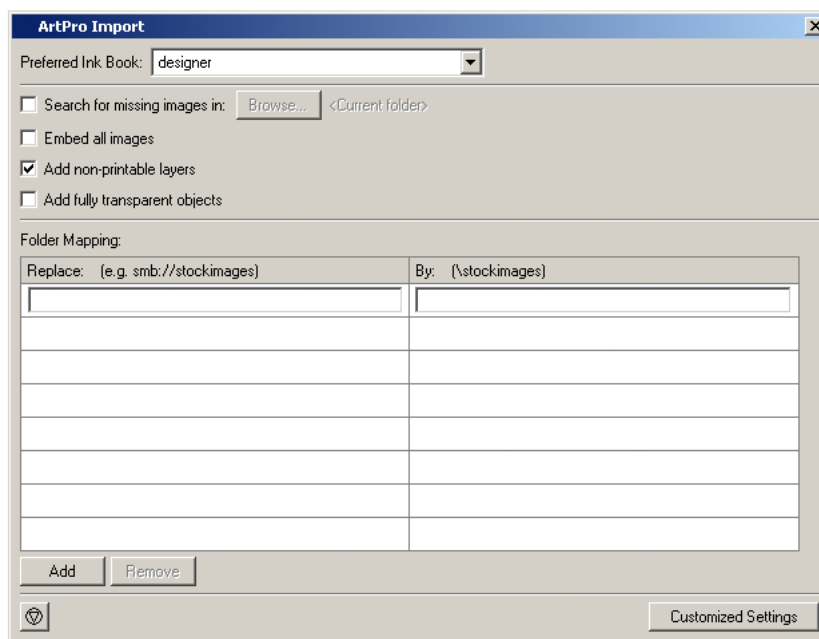 ArtPro Import
Preferred Ink Book: designer
Search for missing images in: Browse... <Current folder>
Embed all images
Add non-printable layers
Add fully transparent objects
Folder Mapping:
Replace: (e.g. smb://stockimages) By: (\stockimages)
Add Remove
Customized Settings